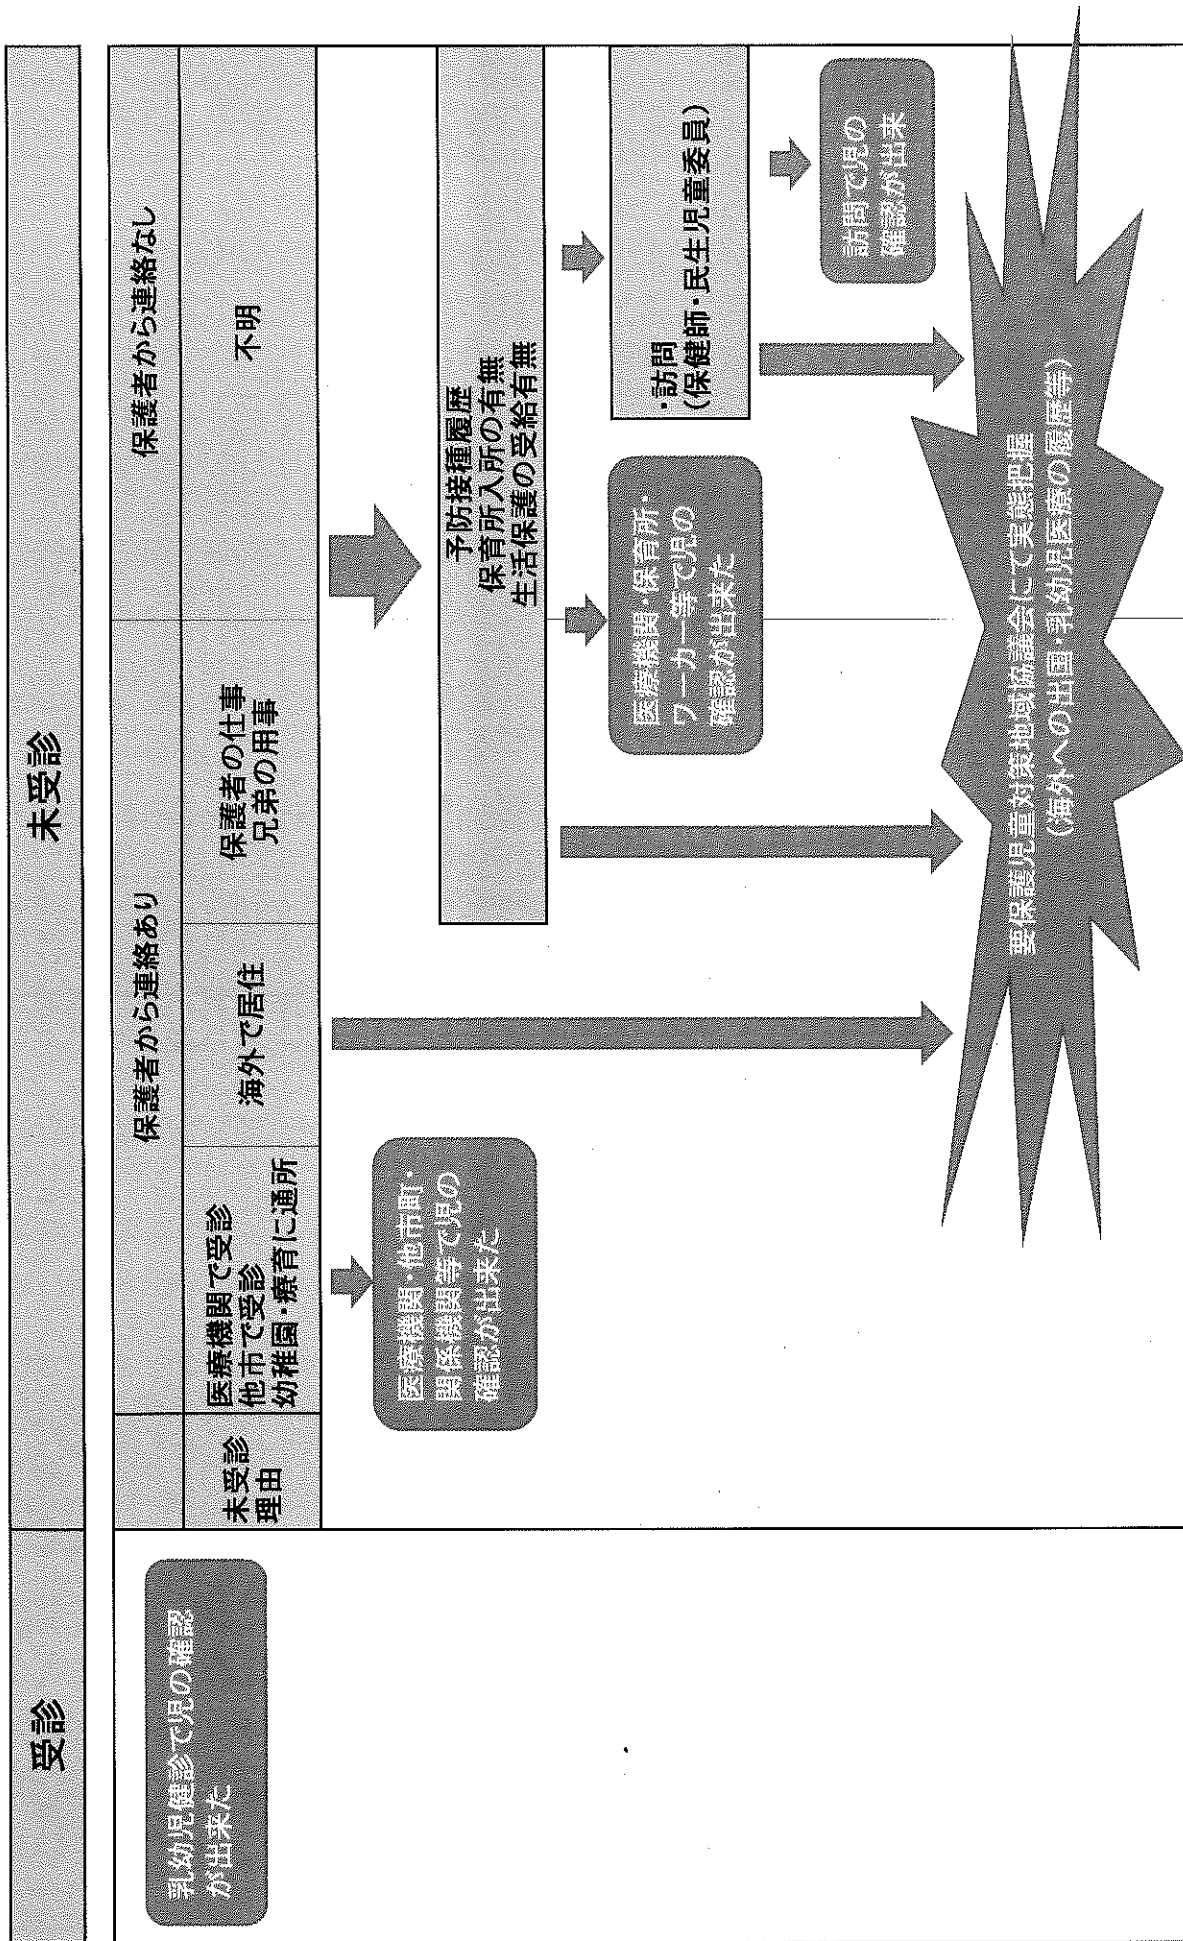 受診
未受診
乳幼児健診で児の確認
が出来た
保護者から連絡あり
保護者から連絡なし
未受診
理由
医療機関で受診
他市で受診
幼稚園・療育に通所
海外で居住
保護者の仕事
兄弟の用事
不明
医療機関・他市町・
関係機関等で児の
確認が出来た
予防接種履歴
保育所入所の有無
生活保護の受給有無
医療機関・保育所・
ワーカー等で児の
確認が出来た
・訪問
(保健師・民生児童委員)
訪問で児の
確認が出来
要保護児童対策地域協議会にて実態把握
(海外への出国・乳幼児医療の履歴等)